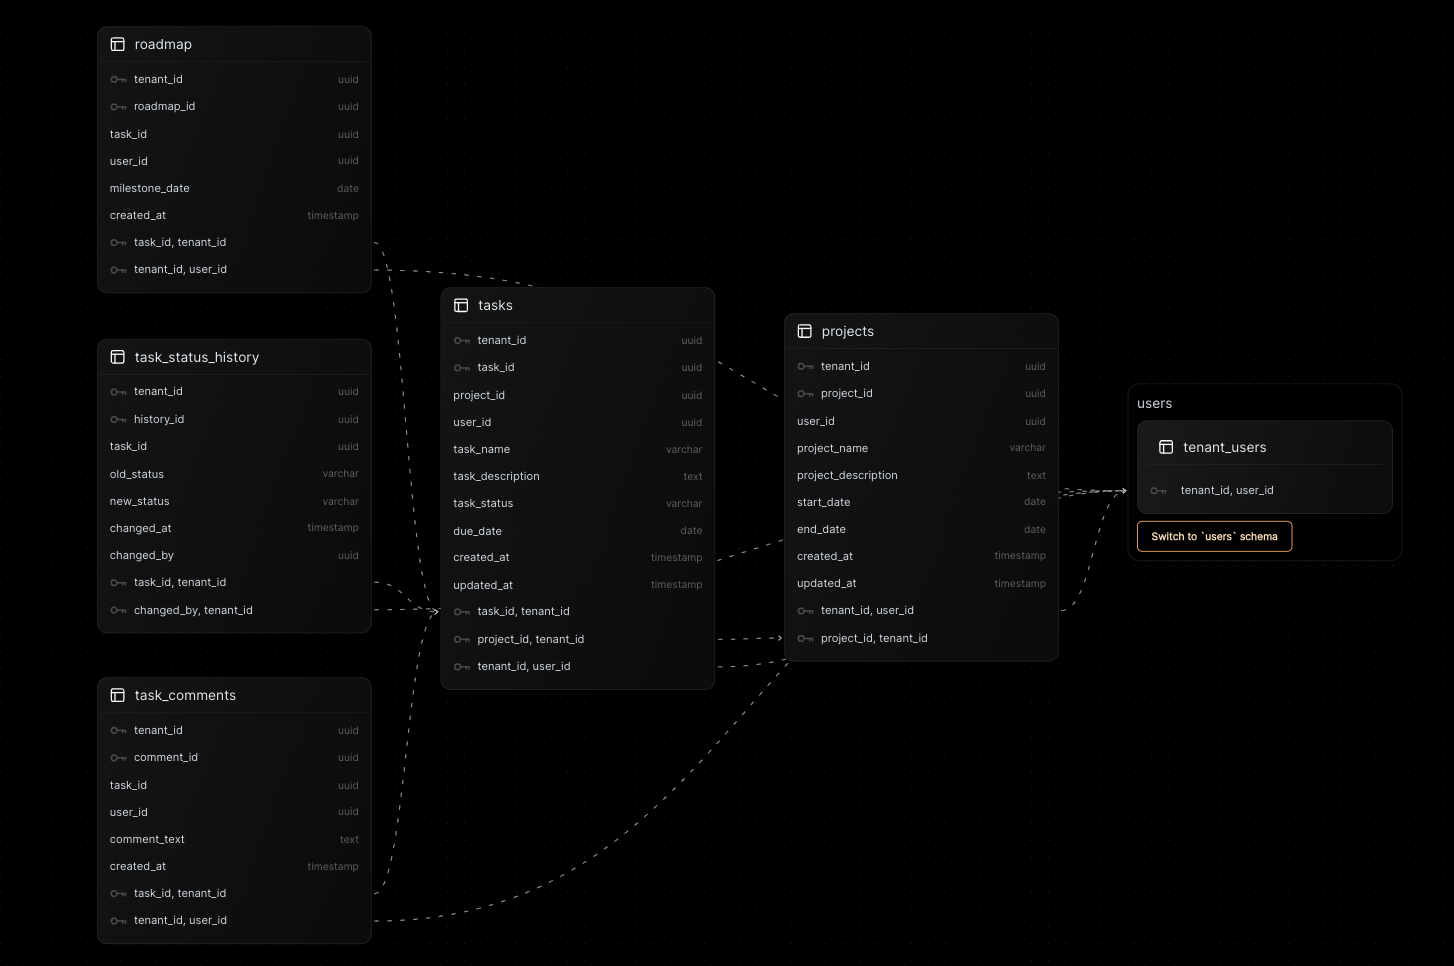 roadmap
tenant_id uuid
roadmap_id uuid
task_id uuid
user_id uuid
milestone_date date
created_at timestamp
task_id, tenant_id
tenant_id, user_id
task_status_history
tenant_id uuid
history_id uuid
task_id uuid
old_status varchar
new_status varchar
changed_at timestamp
changed_by uuid
task_id, tenant_id
changed_by, tenant_id
task_comments
tenant_id uuid
comment_id uuid
task_id uuid
user_id uuid
comment_text text
created_at timestamp
task_id, tenant_id
tenant_id, user_id
tasks
tenant_id uuid
task_id uuid
project_id uuid
user_id uuid
task_name varchar
task_description text
task_status varchar
due_date date
created_at timestamp
updated_at timestamp
task_id, tenant_id
project_id, tenant_id
tenant_id, user_id
projects
tenant_id uuid
project_id uuid
user_id uuid
project_name varchar
project_description text
start_date date
end_date date
created_at timestamp
updated_at timestamp
tenant_id, user_id
project_id, tenant_id
users
tenant_users
tenant_id, user_id
Switch to `users` schema